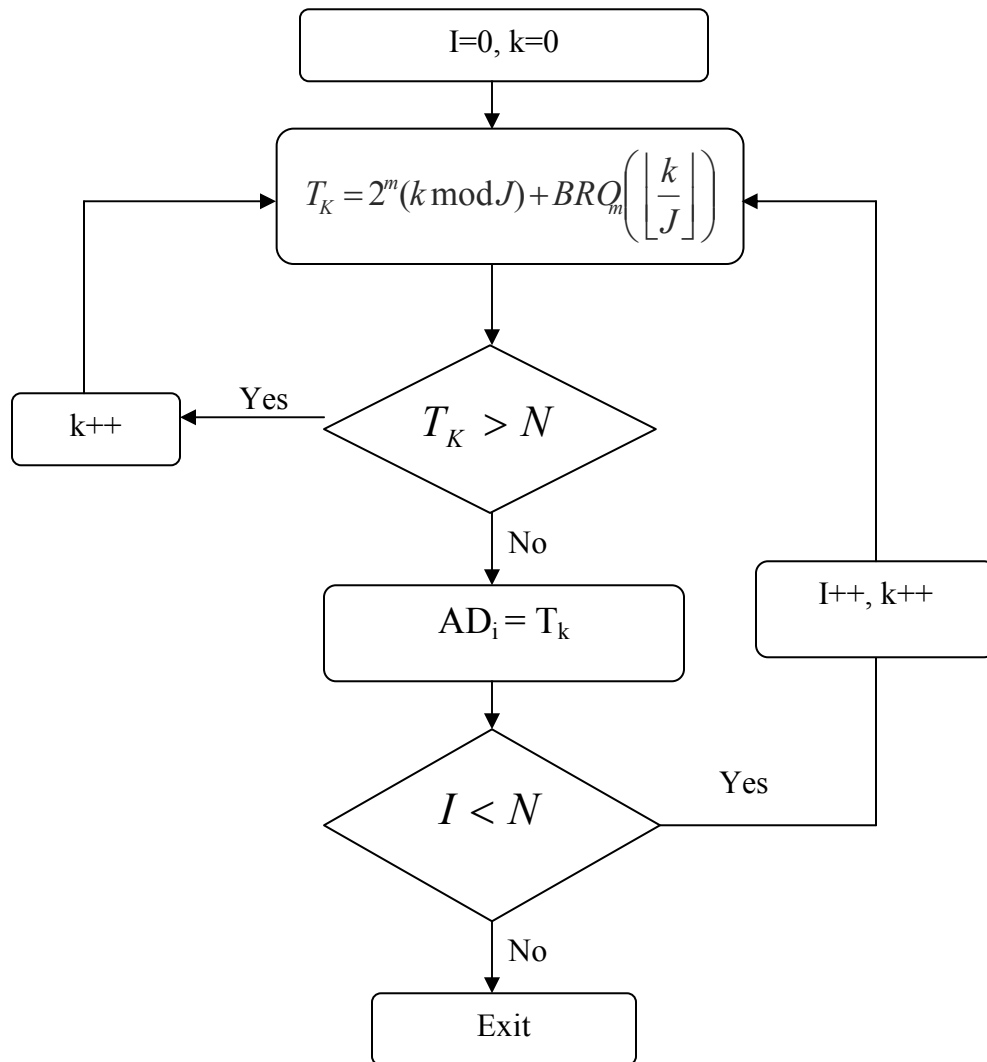 I=0, k=0
T_K = 2^m (k mod J) + BRO_m(⌊k/J⌋)
Yes
k++
T_K > N
No
I++, k++
AD_i = T_k
Yes
I < N
No
Exit